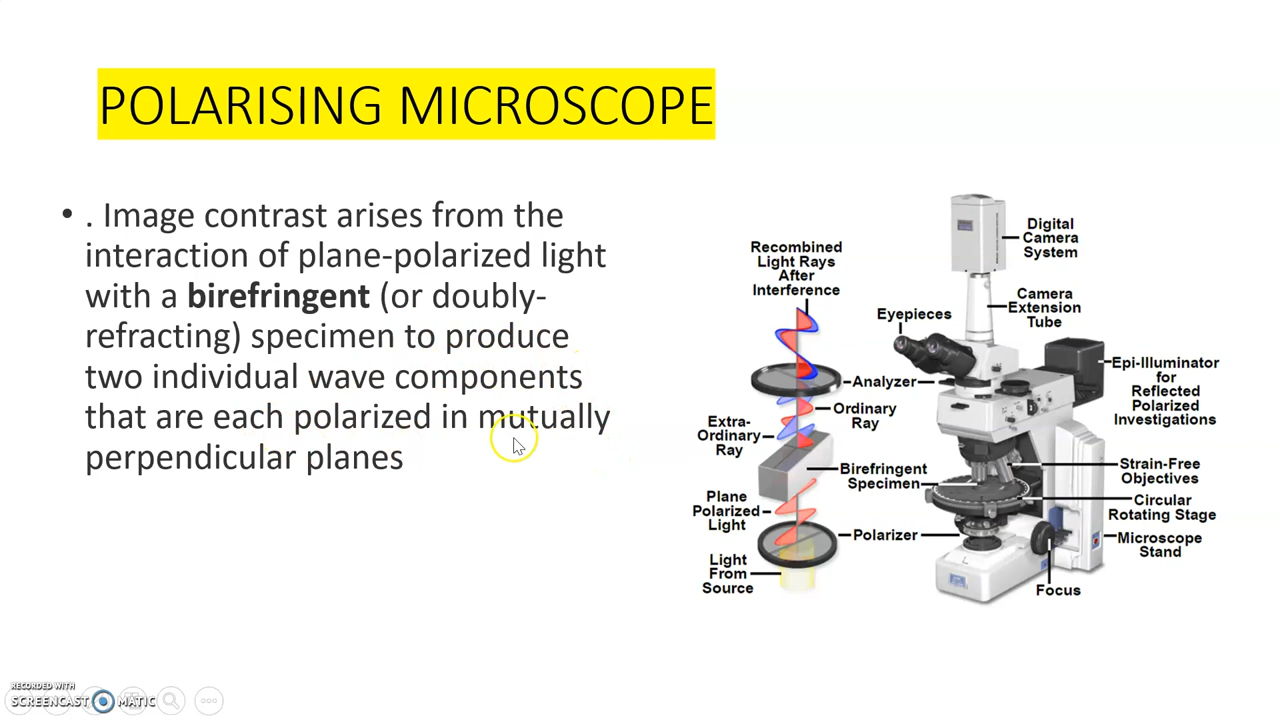 POLARISING MICROSCOPE
• . Image contrast arises from the
interaction of plane-polarized light
with a birefringent (or doubly-
refracting) specimen to produce
two individual wave components
that are each polarized in mutually
perpendicular planes
Recombined
Light Rays
After
Interference
Extra-
Ordinary
Ray
Plane
Polarized
Light
Light
From
Source
Analyzer
Ordinary
Ray
Birefringent
Specimen
Polarizer
Eyepieces
Digital
Camera
System
Camera
Extension
Tube
Epi-Illuminator
for
Reflected
Polarized
Investigations
Strain-Free
Objectives
Circular
Rotating Stage
Microscope
Stand
Focus
RECORDED WITH
SCREENCAST MATIC